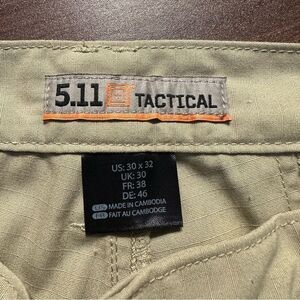 5.11 TACTICAL
US: 30 x 32
UK: 30
FR: 38
DE: 46
MADE IN CAMBODIA
FAIT AU CAMBODGE